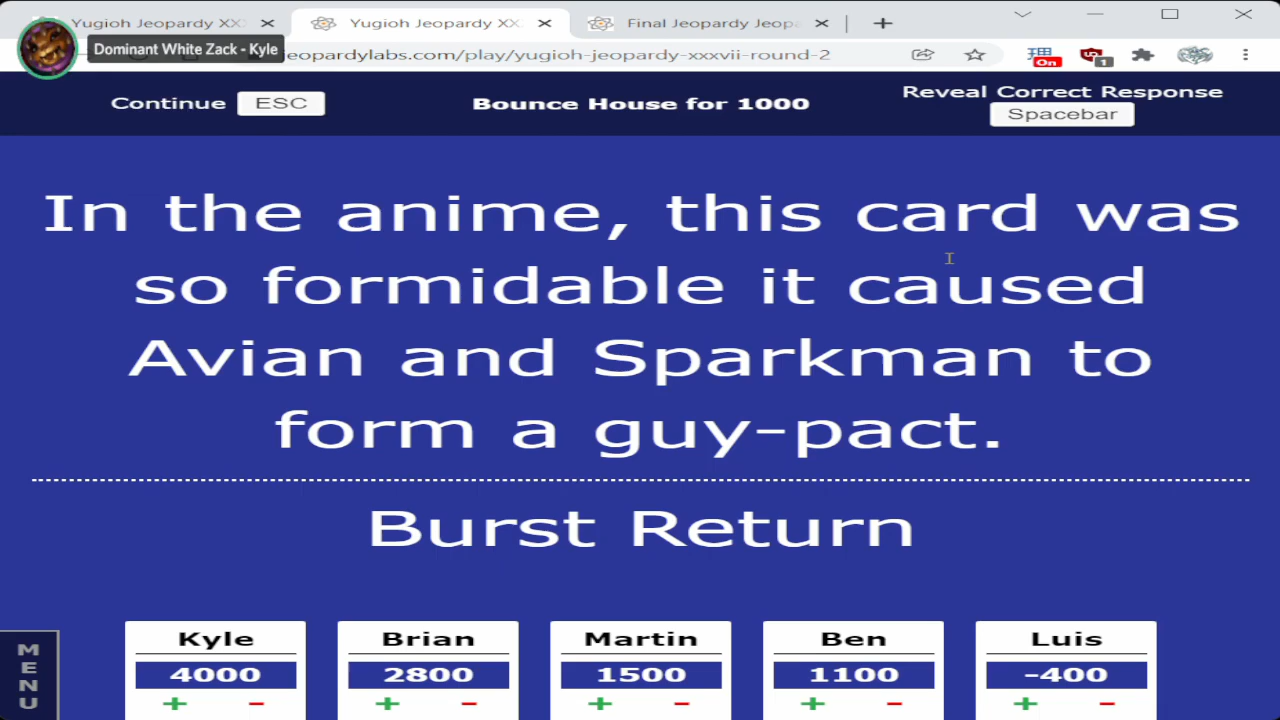 Yugioh Jeopardy XX
Yugioh Jeopardy XX
Final Jeopardy Jeop
Dominant White Zack - Kyle
eopardylabs.com/play/yugioh-jeopardy-xxxvii-round-2
On
1
Continue ESC
Bounce House for 1000
Reveal Correct Response
Spacebar
In the anime, this card was
so formidable it caused
Avian and Sparkman to
form a guy-pact.
Burst Return
MENU
Kyle Brian Martin Ben Luis
4000 2800 1500 1100 -400
+ - + - + - + - + -